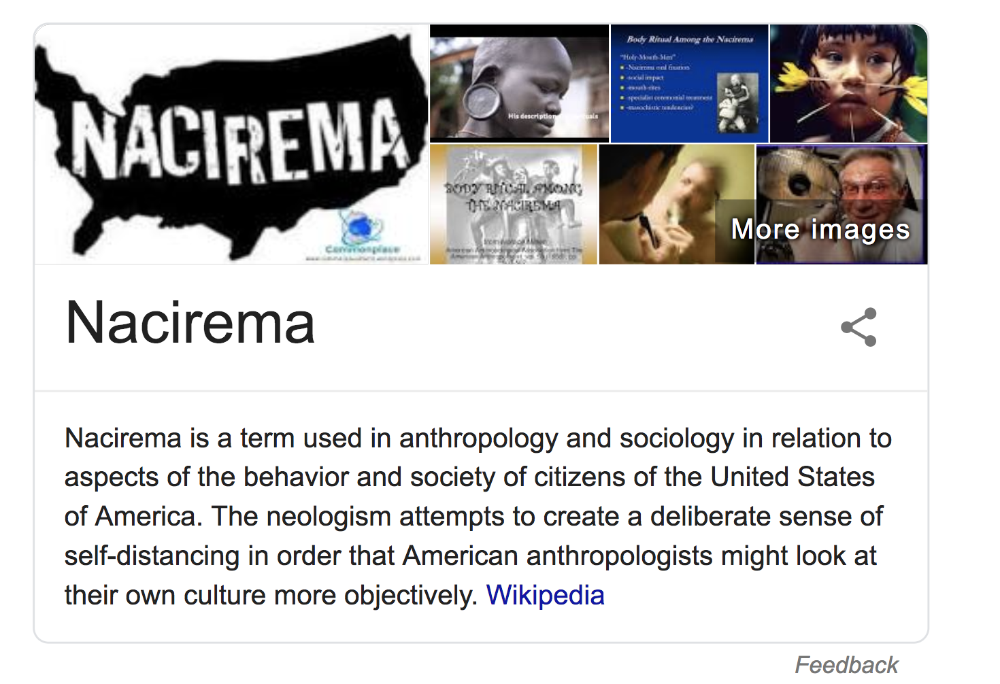 NACIREMA
Commonplace
His description
Body Ritual Among the Nacirema
"Holy-Mouth-Men"
-Nacirema oral fixation
-social impact
-mouth-rites
-specialist ceremonial treatment
-masochistic tendencies?
BODY RITUAL AMONG
THE NACIREMA
More images
Nacirema
Nacirema is a term used in anthropology and sociology in relation to
aspects of the behavior and society of citizens of the United States
of America. The neologism attempts to create a deliberate sense of
self-distancing in order that American anthropologists might look at
their own culture more objectively. Wikipedia
Feedback